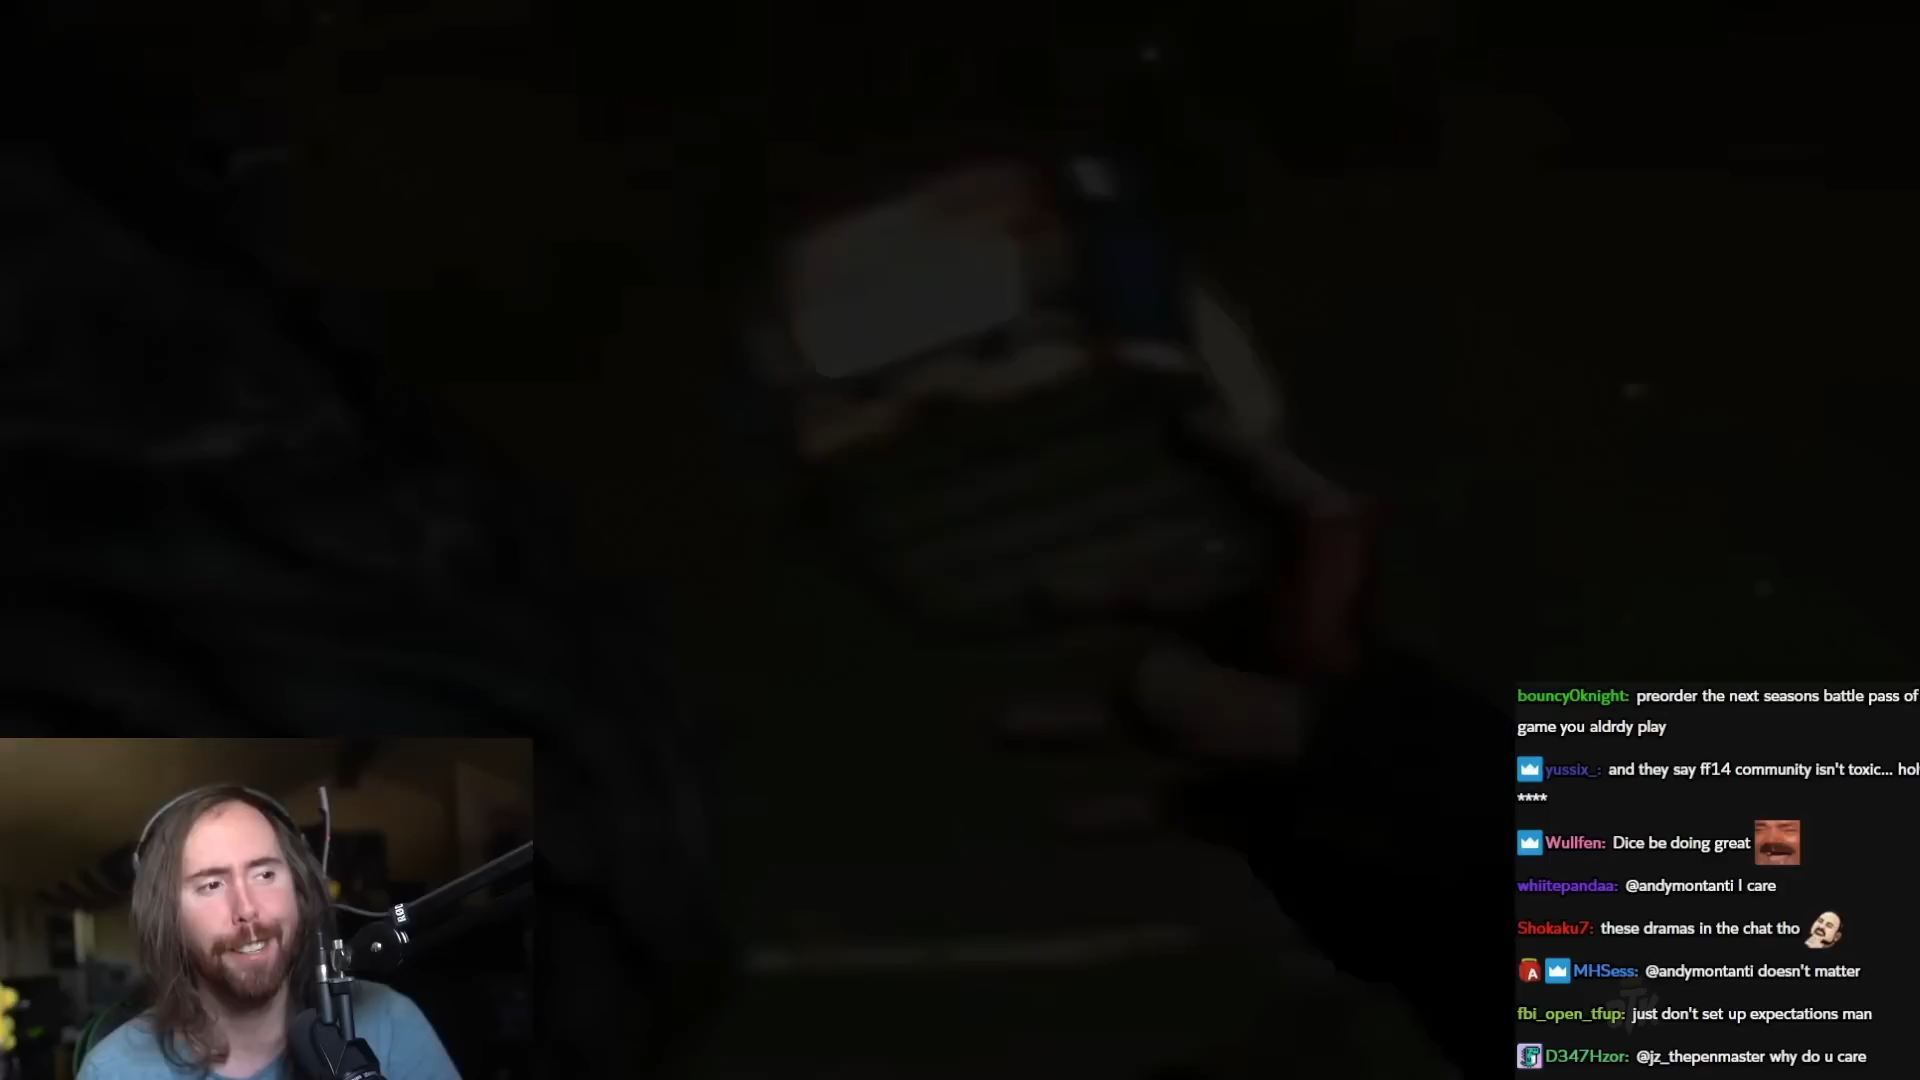 bouncy0knight: preorder the next seasons battle pass of
game you aldrdy play
yussix_: and they say ff14 community isn't toxic... hol
****
Wullfen: Dice be doing great
whiitepandaa: @andymontanti I care
Shokaku7: these dramas in the chat tho
A MHSess: @andymontanti doesn't matter
fbi_open_tfup: just don't set up expectations man
D347Hzor: @jz_thepenmaster why do u care